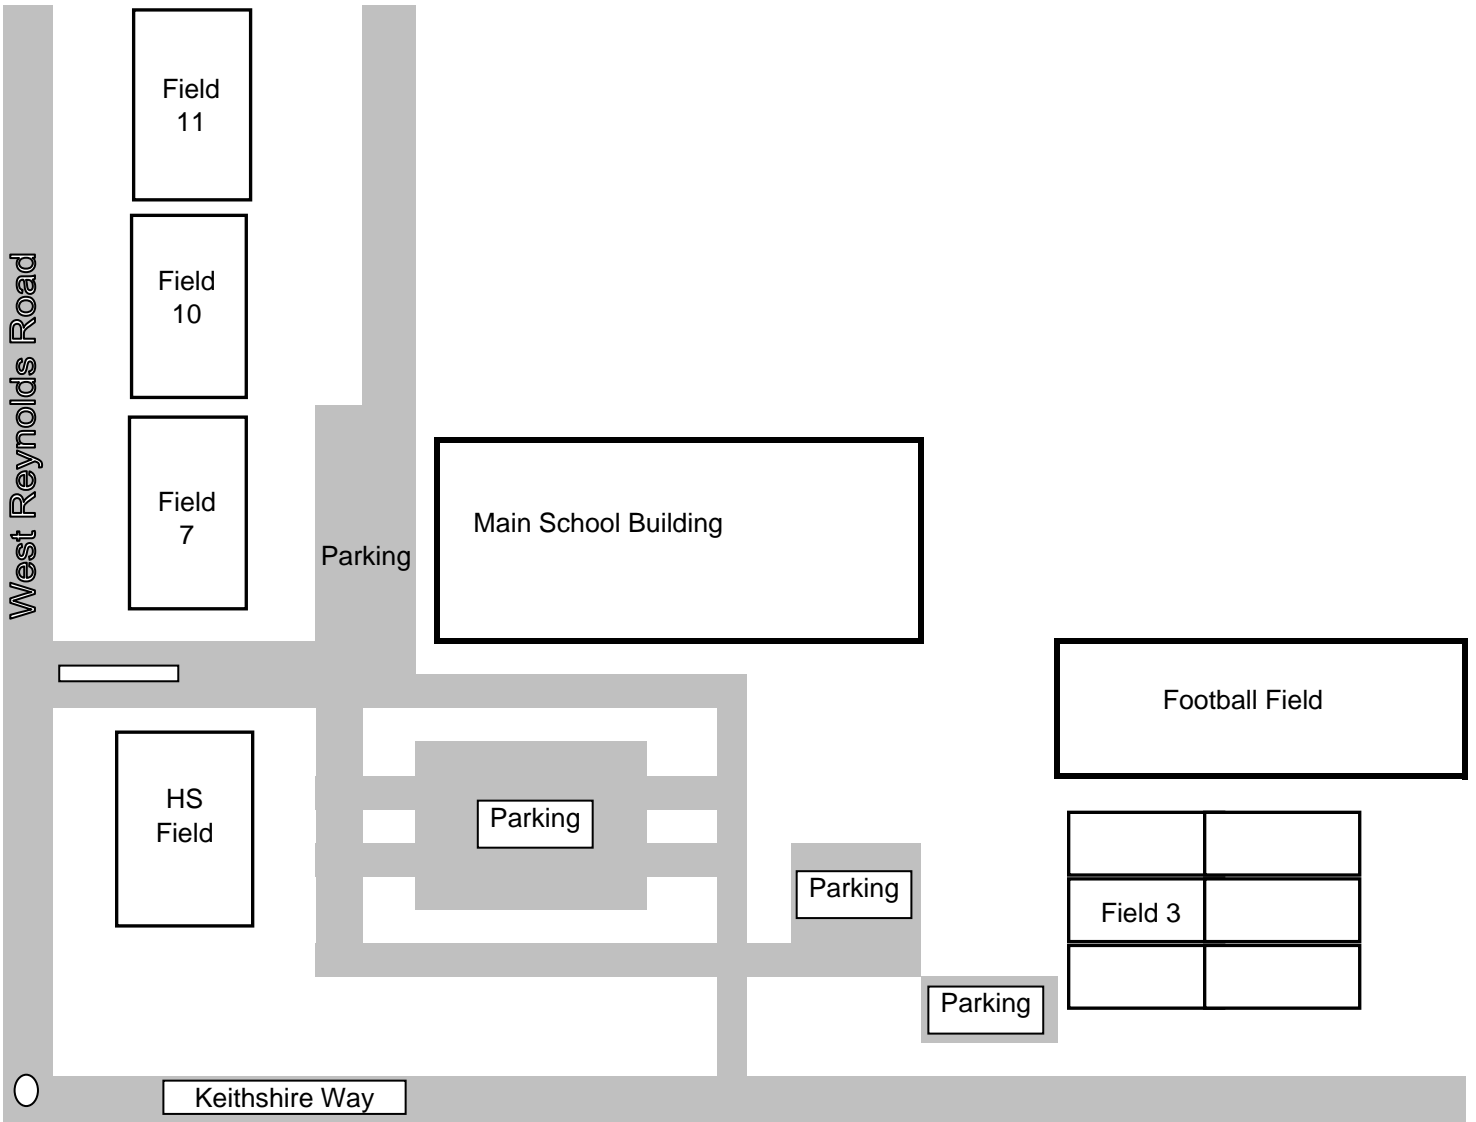 Field
11
Field
10
West Reynolds Road
Field
7
Main School Building
Parking
Football Field
HS
Field
Parking
Parking
Field 3
Parking
Keithshire Way